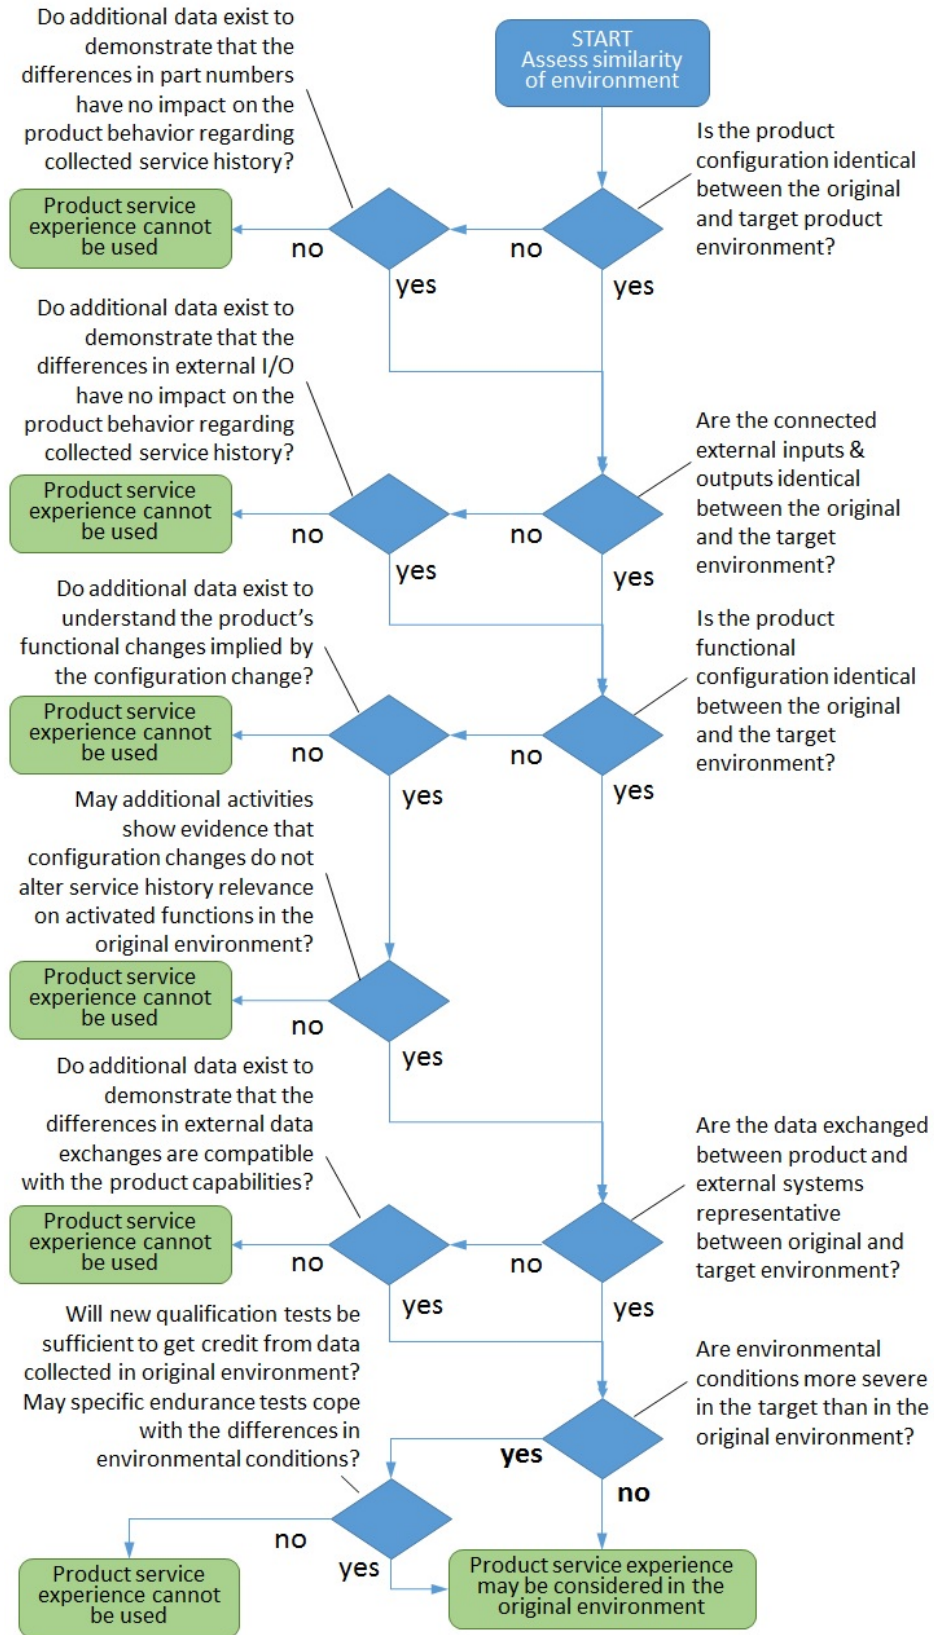 Do additional data exist to
demonstrate that the
differences in part numbers
have no impact on the
product behavior regarding
collected service history?
START
Assess similarity
of environment
Is the product
configuration identical
between the original
and target product
environment?
Product service
experience cannot
be used
no
no
yes
yes
Do additional data exist to
demonstrate that the
differences in external I/O
have no impact on the
product behavior regarding
collected service history?
Are the connected
external inputs &
outputs identical
between the original
and the target
environment?
Product service
experience cannot
be used
no
no
yes
yes
Do additional data exist to
understand the product’s
functional changes implied by
the configuration change?
Is the product
functional
configuration identical
between the original
and the target
environment?
Product service
experience cannot
be used
no
no
yes
yes
May additional activities
show evidence that
configuration changes do not
alter service history relevance
on activated functions in the
original environment?
Product service
experience cannot
be used
no
yes
Do additional data exist to
demonstrate that the
differences in external data
exchanges are compatible
with the product capabilities?
Are the data exchanged
between product and
external systems
representative
between original and
target environment?
Product service
experience cannot
be used
no
no
yes
yes
Will new qualification tests be
sufficient to get credit from data
collected in original environment?
May specific endurance tests cope
with the differences in
environmental conditions?
Are environmental
conditions more severe
in the target than in the
original environment?
yes
no
no
yes
Product service
experience cannot
be used
Product service experience
may be considered in the
original environment